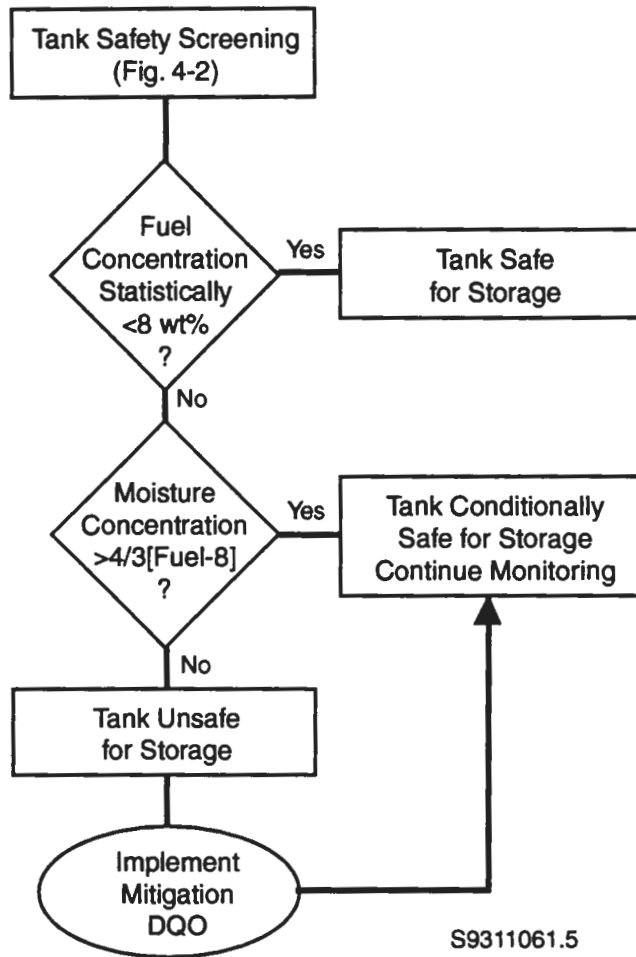 Tank Safety Screening
(Fig. 4-2)
Fuel
Concentration
Statistically
<8 wt%
?
Yes
Tank Safe
for Storage
No
Moisture
Concentration
>4/3[Fuel-8]
?
Yes
Tank Conditionally
Safe for Storage
Continue Monitoring
No
Tank Unsafe
for Storage
Implement
Mitigation
DQO
S9311061.5